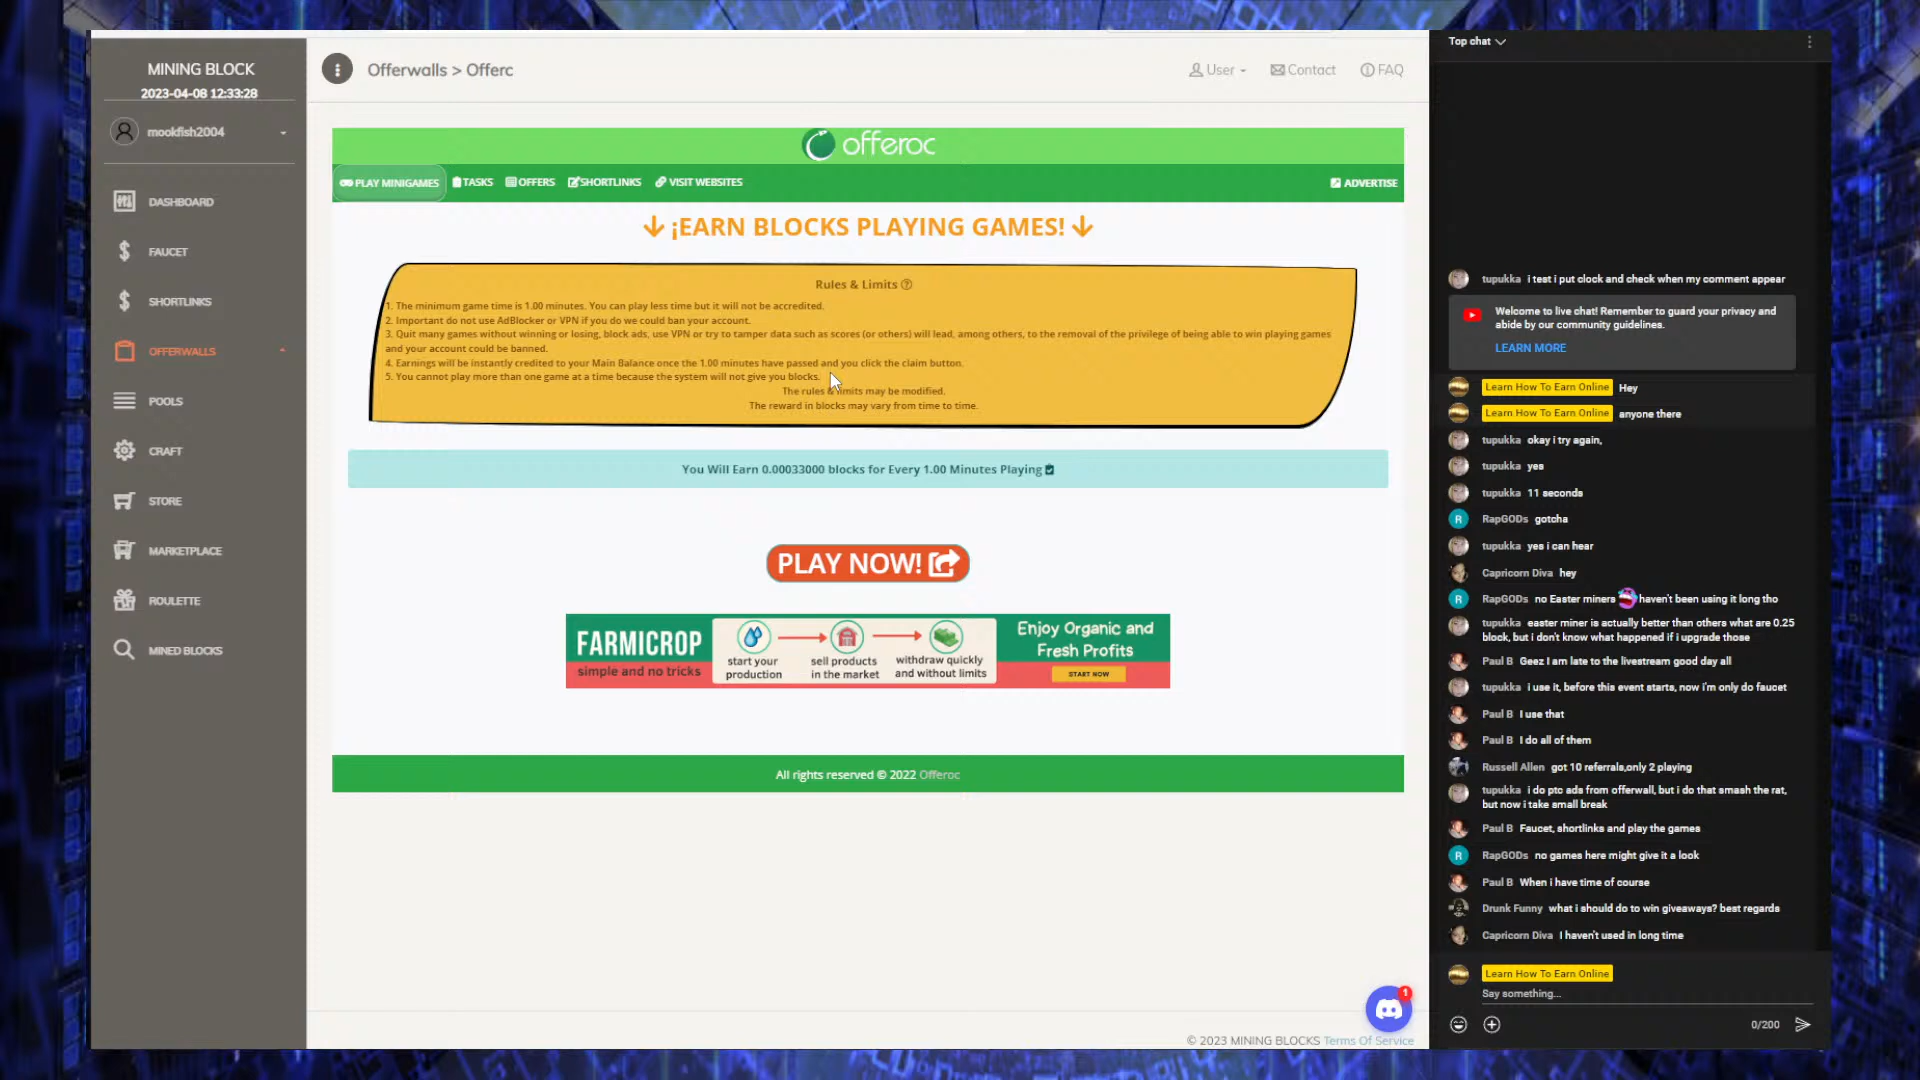 MINING BLOCK
2023-04-08 12:33:28
mookfish2004
DASHBOARD
FAUCET
SHORTLINKS
OFFERWALLS
POOLS
CRAFT
STORE
MARKETPLACE
ROULETTE
MINED BLOCKS
Offerwalls > Offerc
User
Contact
FAQ
offeroc
PLAY MINIGAMES
TASKS
OFFERS
SHORTLINKS
VISIT WEBSITES
ADVERTISE
¡EARN BLOCKS PLAYING GAMES!
Rules & Limits
1. The minimum game time is 1.00 minutes. You can play less time but it will not be accredited.
2. Important do not use AdBlocker or VPN if you do we could ban your account.
3. Quit many games without winning or losing, block ads, use VPN or try to tamper data such as scores (or others) will lead, among others, to the removal of the privilege of being able to win playing games
and your account could be banned.
4. Earnings will be instantly credited to your Main Balance once the 1.00 minutes have passed and you click the claim button.
5. You cannot play more than one game at a time because the system will not give you blocks.
The rules & limits may be modified.
The reward in blocks may vary from time to time.
You Will Earn 0.00033000 blocks for Every 1.00 Minutes Playing
PLAY NOW!
FARMICROP
simple and no tricks
start your
production
sell products
in the market
withdraw quickly
and without limits
Enjoy Organic and
Fresh Profits
START NOW
All rights reserved © 2022 Offeroc
1
© 2023 MINING BLOCKS Terms Of Service
Top chat
tupukka i test i put clock and check when my comment appear
Welcome to live chat! Remember to guard your privacy and
abide by our community guidelines.
LEARN MORE
Learn How To Earn Online Hey
Learn How To Earn Online anyone there
tupukka okay i try again,
tupukka yes
tupukka 11 seconds
R RapGODs gotcha
tupukka yes i can hear
Capricorn Diva hey
R RapGODs no Easter miners haven't been using it long tho
tupukka easter miner is actually better than others what are 0.25
block, but i don't know what happened if i upgrade those
Paul B Geez I am late to the livestream good day all
tupukka i use it, before this event starts, now i'm only do faucet
Paul B I use that
Paul B I do all of them
Russell Allen got 10 referrals,only 2 playing
tupukka i do ptc ads from offerwall, but i do that smash the rat,
but now i take small break
Paul B Faucet, shortlinks and play the games
R RapGODs no games here might give it a look
Paul B When i have time of course
Drunk Funny what i should do to win giveaways? best regards
Capricorn Diva I haven't used in long time
Learn How To Earn Online
Say something...
0/200